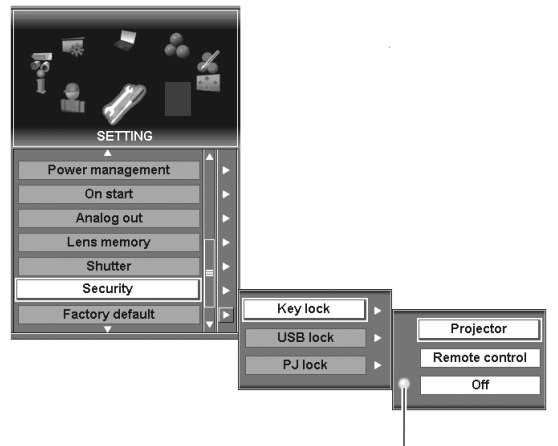 SETTING
Power management
On start
Analog out
Lens memory
Shutter
Security
Factory default
Key lock
USB lock
PJ lock
Projector
Remote control
Off